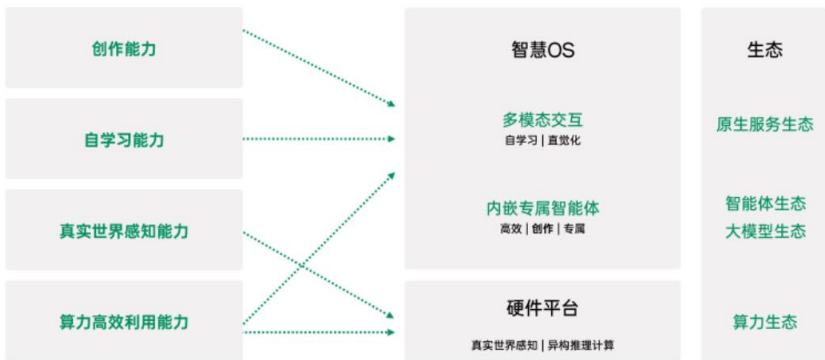 创作能力
自学习能力
真实世界感知能力
算力高效利用能力
智慧OS
多模态交互
自学习 | 直觉化
内嵌专属智能体
高效 | 创作 | 专属
硬件平台
真实世界感知 | 异构推理计算
生态
原生服务生态
智能体生态
大模型生态
算力生态